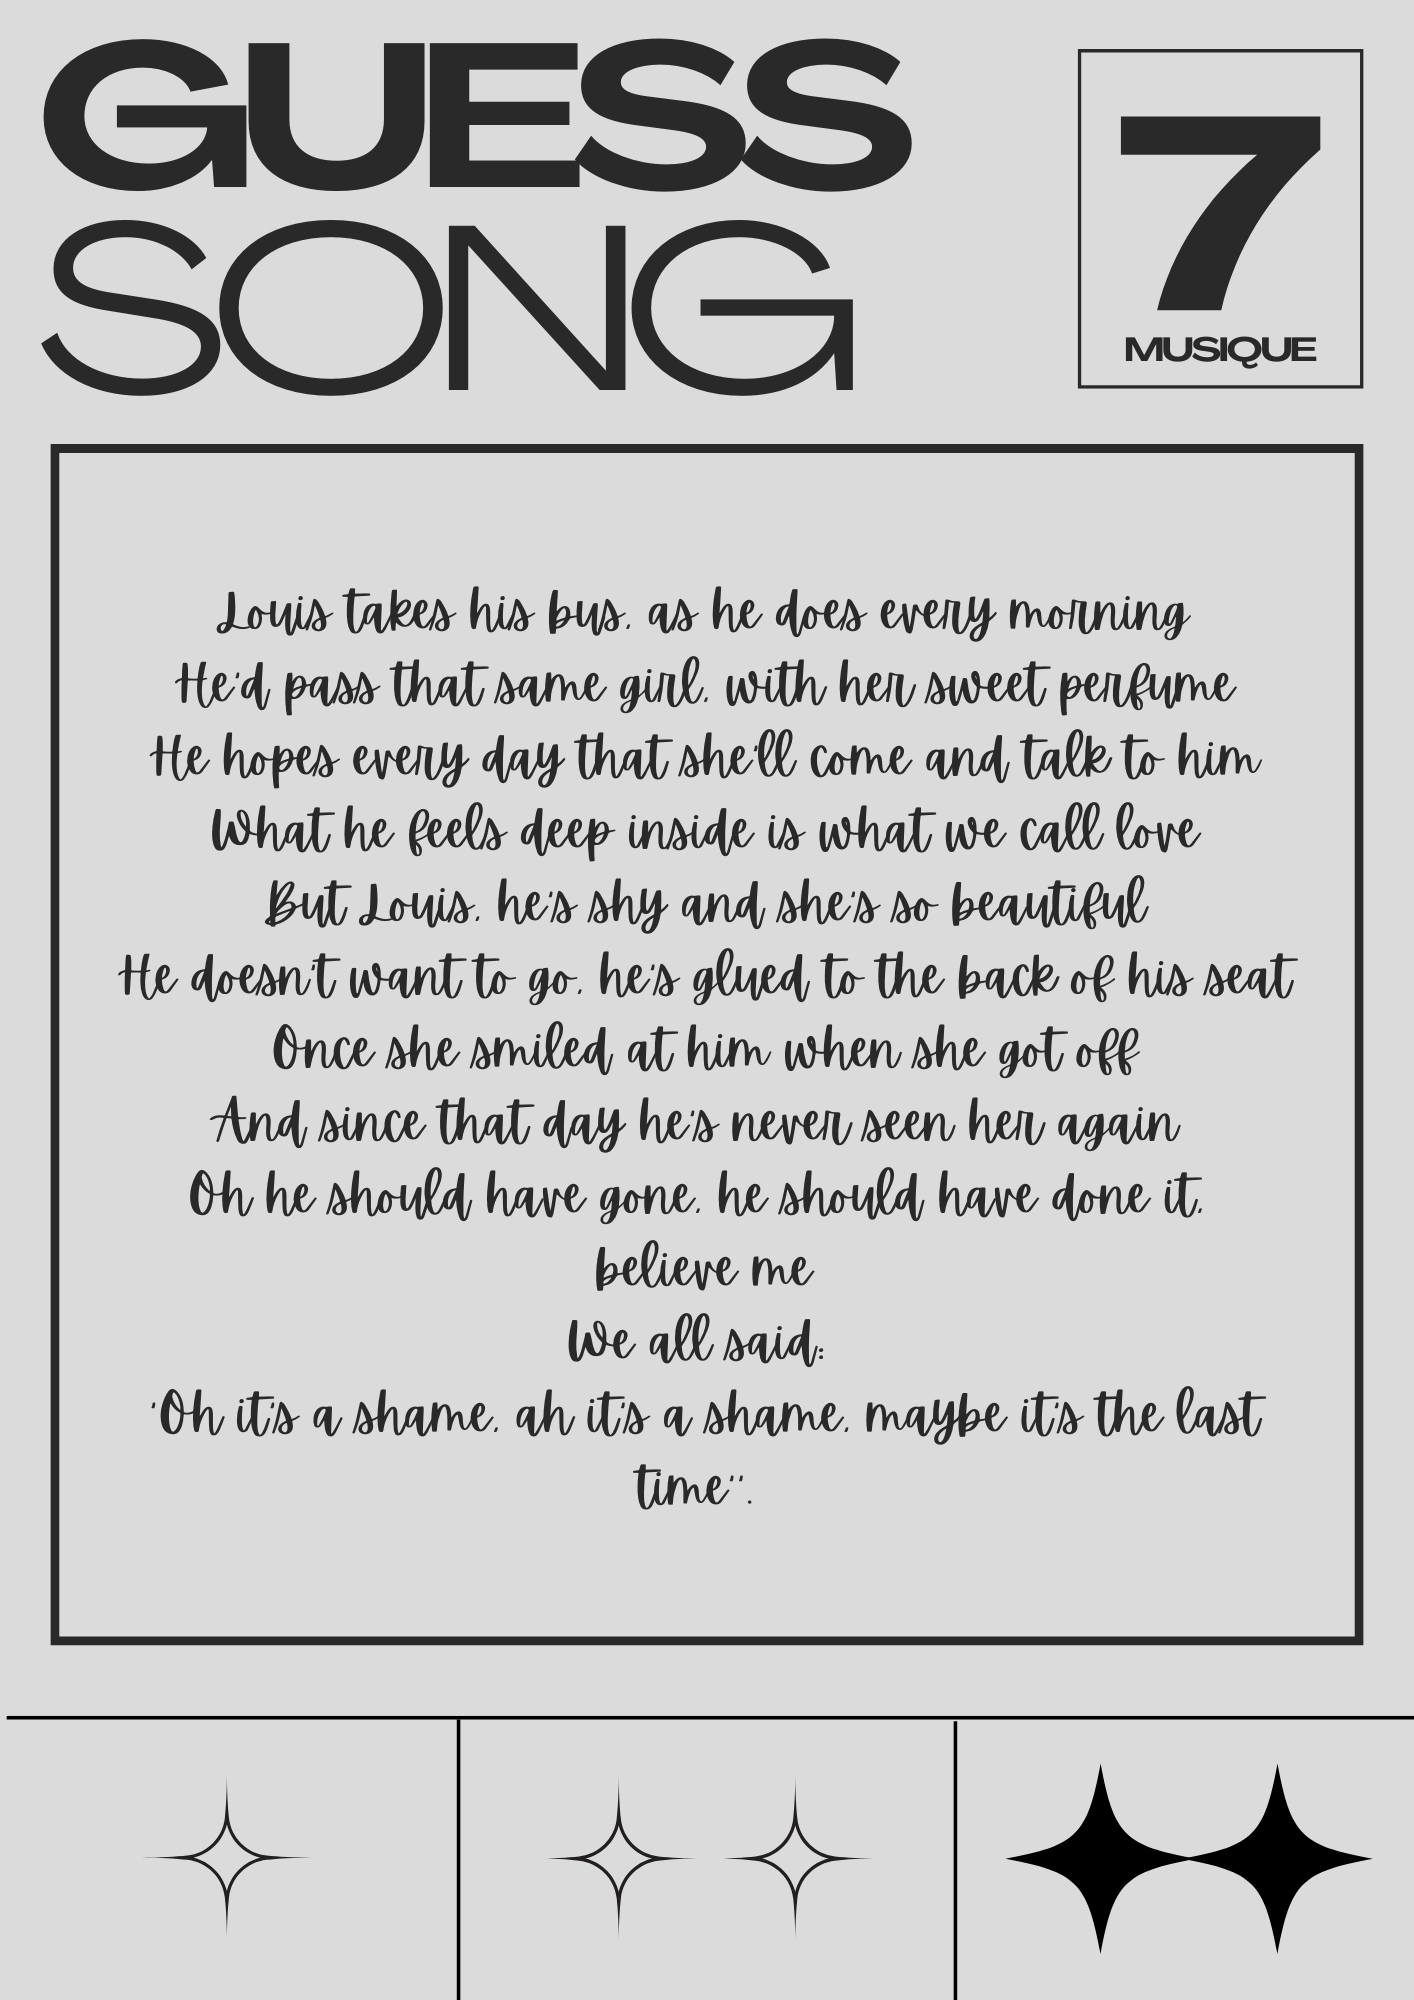 GUESS
SONG
7
MUSIQUE
Louis takes his bus, as he does every morning
He'd pass that same girl, with her sweet perfume
He hopes every day that she'll come and talk to him
What he feels deep inside is what we call love
But Louis, he's shy and she's so beautiful
He doesn't want to go, he's glued to the back of his seat
Once she smiled at him when she got off
And since that day he's never seen her again
Oh he should have gone, he should have done it,
believe me
We all said:
'Oh it's a shame, ah it's a shame, maybe it's the last
time''.